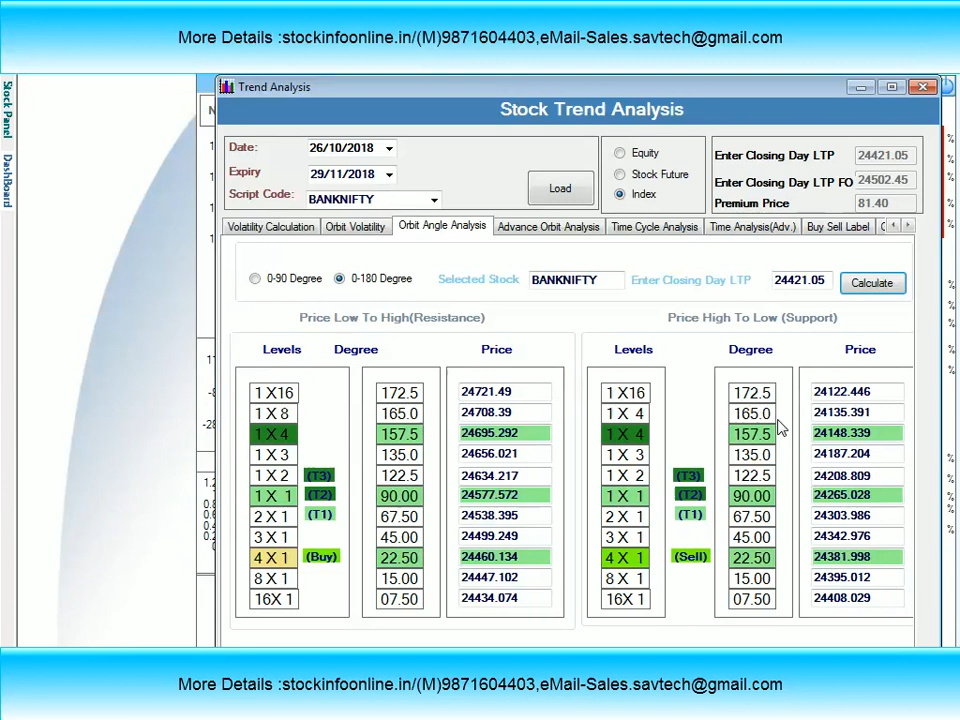 More Details :stockinfoonline.in/(M)9871604403,eMail-Sales.savtech@gmail.com
Stock Panel
DashBoard
Trend Analysis
Stock Trend Analysis
Date: 26/10/2018
Expiry 29/11/2018
Script Code: BANKNIFTY
Load
Equity
Stock Future
Index
Enter Closing Day LTP 24421.05
Enter Closing Day LTP FO 24502.45
Premium Price 81.40
Volatility Calculation Orbit Volatility Orbit Angle Analysis Advance Orbit Analysis Time Cycle Analysis Time Analysis(Adv.) Buy Sell Label
0-90 Degree 0-180 Degree Selected Stock BANKNIFTY Enter Closing Day LTP 24421.05 Calculate
Price Low To High(Resistance) Price High To Low (Support)
Levels Degree Price Levels Degree Price
1 X16 172.5 24721.49 1 X16 172.5 24122.446
1 X 8 165.0 24708.39 1 X 4 165.0 24135.391
1 X 4 157.5 24695.292 1 X 4 157.5 24148.339
1 X 3 135.0 24656.021 1 X 3 135.0 24187.204
1 X 2 (T3) 122.5 24634.217 1 X 2 (T3) 122.5 24208.809
1 X 1 (T2) 90.00 24577.572 1 X 1 (T2) 90.00 24265.028
2 X 1 (T1) 67.50 24538.395 2 X 1 (T1) 67.50 24303.986
3 X 1 45.00 24499.249 3 X 1 45.00 24342.976
4 X 1 (Buy) 22.50 24460.134 4 X 1 (Sell) 22.50 24381.998
8 X 1 15.00 24447.102 8 X 1 15.00 24395.012
16X 1 07.50 24434.074 16X 1 07.50 24408.029
More Details :stockinfoonline.in/(M)9871604403,eMail-Sales.savtech@gmail.com